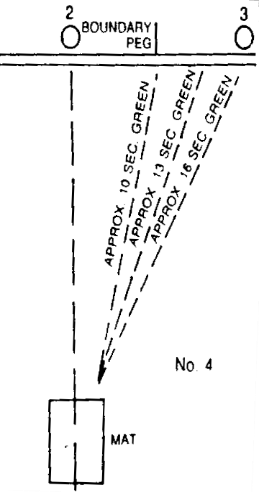 2 BOUNDARY 3
PEG
APPROX 10 SEC. GREEN
APPROX 13 SEC GREEN
APPROX 16 SEC GREEN
No. 4
MAT